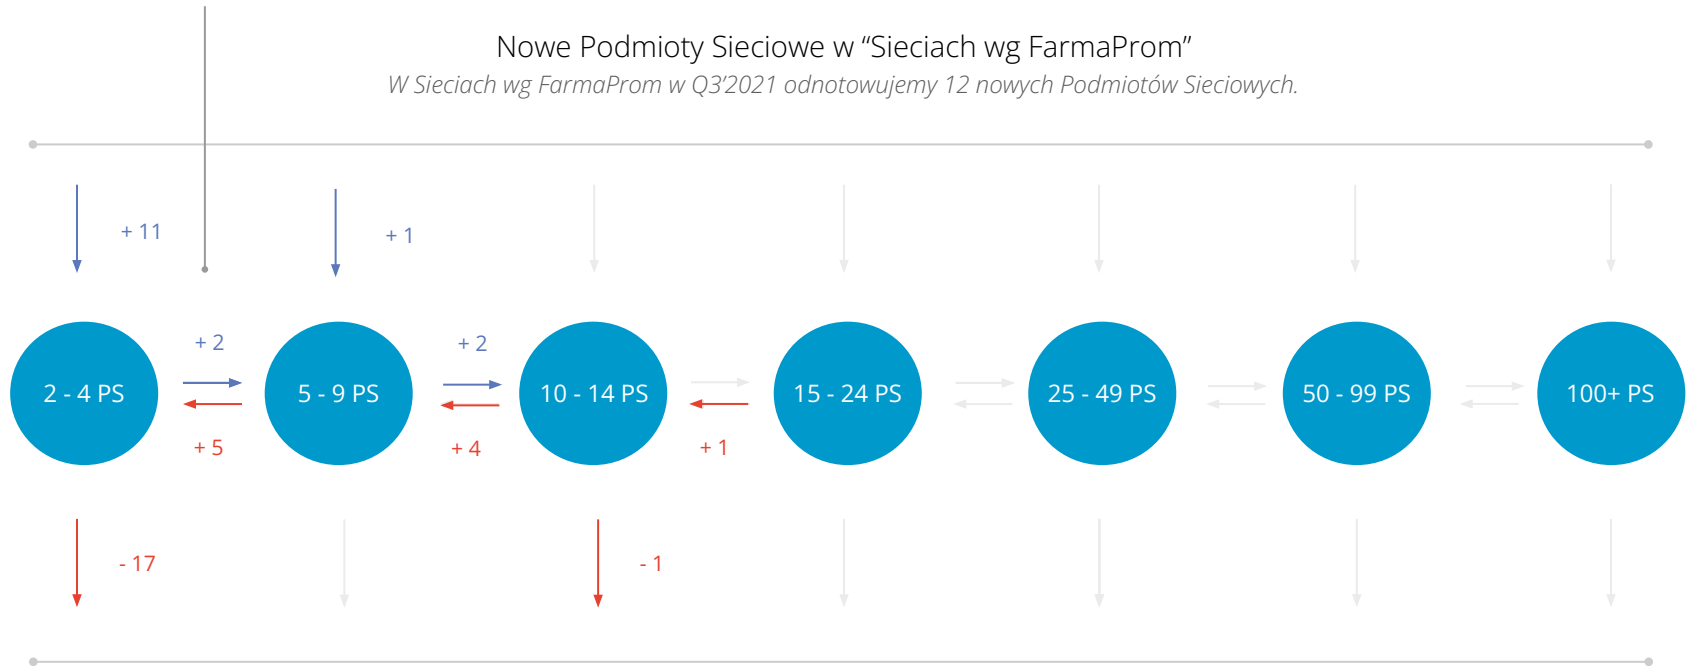 Nowe Podmioty Sieciowe w “Sieciach wg FarmaProm”
W Sieciach wg FarmaProm w Q3’2021 odnotowujemy 12 nowych Podmiotów Sieciowych.
+ 11
+ 1
+ 2
+ 2
2 - 4 PS
5 - 9 PS
10 - 14 PS
15 - 24 PS
25 - 49 PS
50 - 99 PS
100+ PS
+ 5
+ 4
+ 1
- 17
- 1